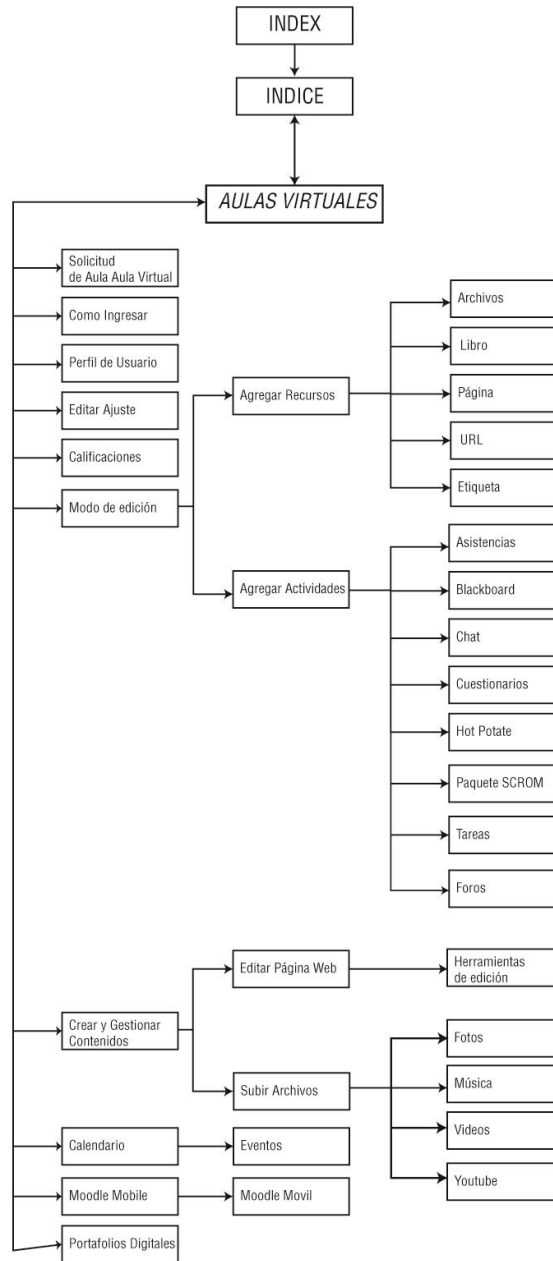 INDEX
INDICE
AULAS VIRTUALES
Solicitud
de Aula Aula Virtual
Como Ingresar
Perfil de Usuario
Editar Ajuste
Calificaciones
Modo de edición
Agregar Recursos
Archivos
Libro
Página
URL
Etiqueta
Agregar Actividades
Asistencias
Blackboard
Chat
Cuestionarios
Hot Potate
Paquete SCROM
Tareas
Foros
Crear y Gestionar
Contenidos
Editar Página Web
Herramientas
de edición
Subir Archivos
Fotos
Música
Videos
Youtube
Calendario
Eventos
Moodle Mobile
Moodle Movil
Portafolios Digitales